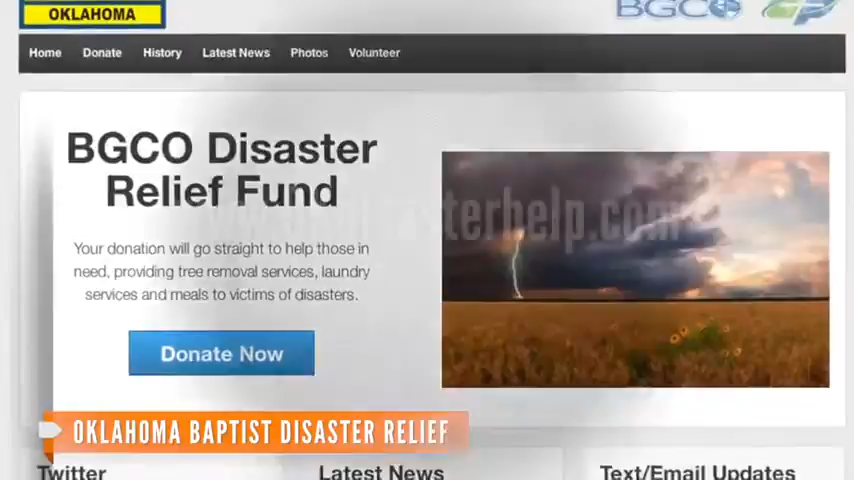 OKLAHOMA
BGCO
Home Donate History Latest News Photos Volunteer
BGCO Disaster
Relief Fund
Your donation will go straight to help those in
need, providing tree removal services, laundry
services and meals to victims of disasters.
Donate Now
OKLAHOMA BAPTIST DISASTER RELIEF
Twitter
Latest News
Text/Email Updates